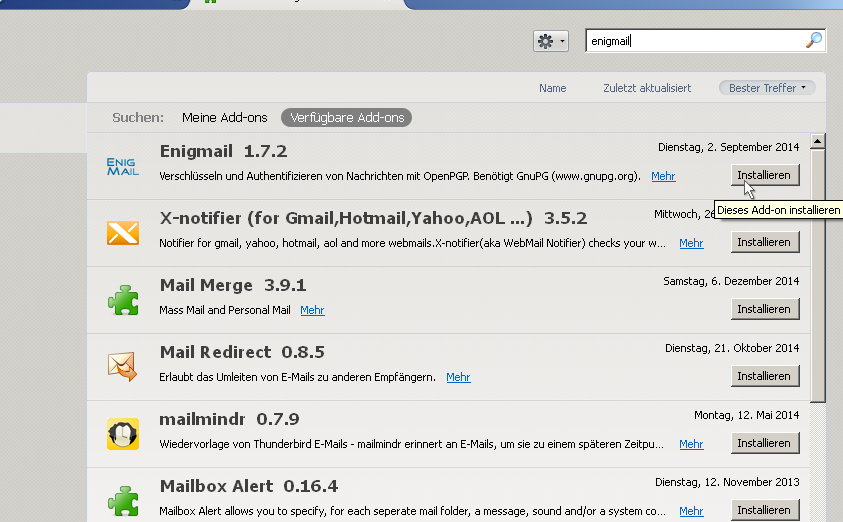 enigmail
Name Zuletzt aktualisiert Bester Treffer
Suchen: Meine Add-ons Verfügbare Add-ons
ENIG MAIL
Enigmail 1.7.2 Dienstag, 2. September 2014
Verschlüsseln und Authentifizieren von Nachrichten mit OpenPGP. Benötigt GnuPG (www.gnupg.org). Mehr Installieren
Dieses Add-on installieren
X-notifier (for Gmail,Hotmail,Yahoo,AOL ...) 3.5.2 Mittwoch, 26
Notifier for gmail, yahoo, hotmail, aol and more webmails.X-notifier(aka WebMail Notifier) checks your w... Mehr Installieren
Mail Merge 3.9.1 Samstag, 6. Dezember 2014
Mass Mail and Personal Mail Mehr Installieren
Mail Redirect 0.8.5 Dienstag, 21. Oktober 2014
Erlaubt das Umleiten von E-Mails zu anderen Empfängern. Mehr Installieren
mailmindr 0.7.9 Montag, 12. Mai 2014
Wiedervorlage von Thunderbird E-Mails - mailmindr erinnert an E-Mails, um sie zu einem späteren Zeitpu... Mehr Installieren
Mailbox Alert 0.16.4 Dienstag, 12. November 2013
Mailbox Alert allows you to specify, for each seperate mail folder, a message, sound and/or a system co... Mehr Installieren